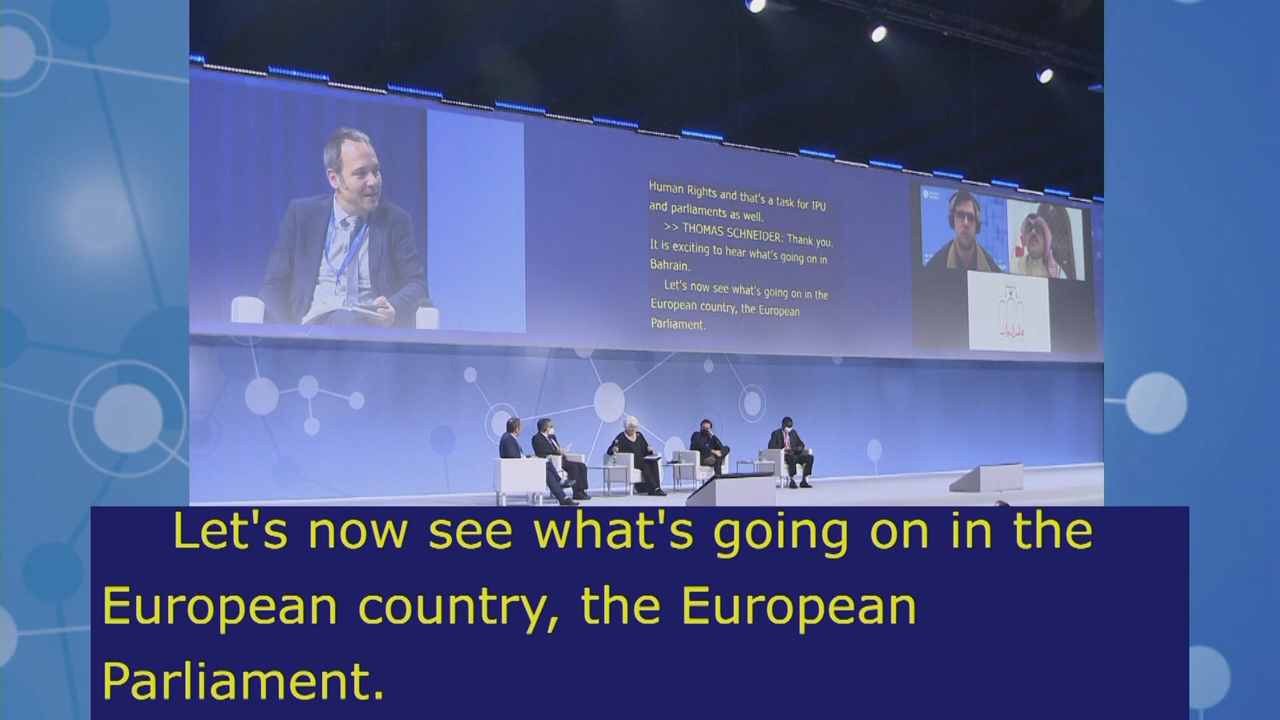 Human Rights and that's a task for IPU
and parliaments as well.
>> THOMAS SCHNEIDER: Thank you.
It is exciting to hear what's going on in
Bahrain.
Let's now see what's going on in the
European country, the European
Parliament.
Let's now see what's going on in the
European country, the European
Parliament.